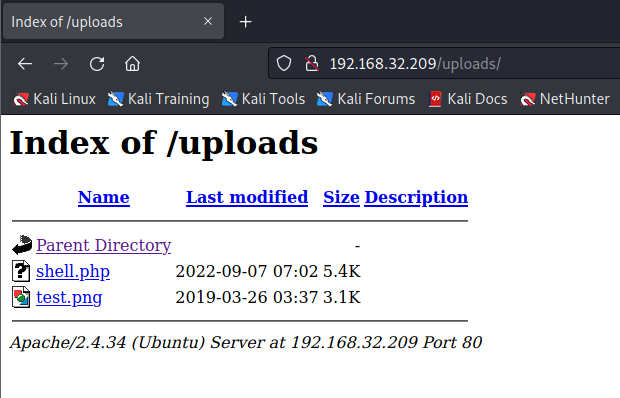 Index of /uploads
192.168.32.209/uploads/
Kali Linux Kali Training Kali Tools Kali Forums Kali Docs NetHunter
Index of /uploads
Name Last modified Size Description
Parent Directory -
shell.php 2022-09-07 07:02 5.4K
test.png 2019-03-26 03:37 3.1K
Apache/2.4.34 (Ubuntu) Server at 192.168.32.209 Port 80